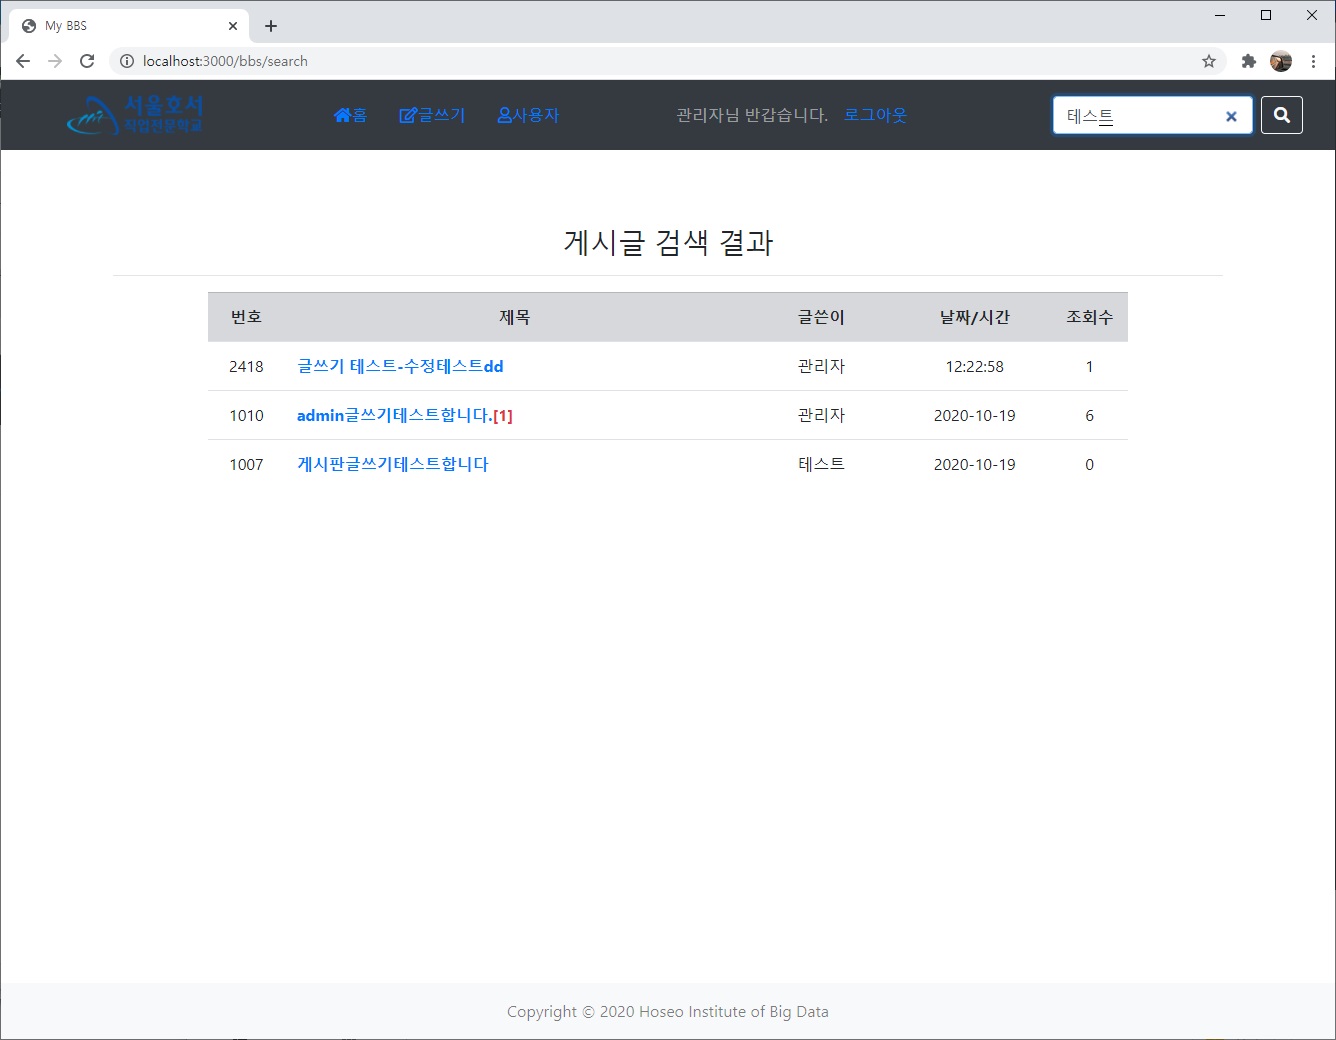 My BBS
localhost:3000/bbs/search
서울호서
직업전문학교
홈 글쓰기 사용자 관리자님 반갑습니다. 로그아웃 테스트
게시글 검색 결과
번호 제목 글쓴이 날짜/시간 조회수
2418 글쓰기 테스트-수정테스트dd 관리자 12:22:58 1
1010 admin글쓰기테스트합니다.[1] 관리자 2020-10-19 6
1007 게시판글쓰기테스트합니다 테스트 2020-10-19 0
Copyright © 2020 Hoseo Institute of Big Data